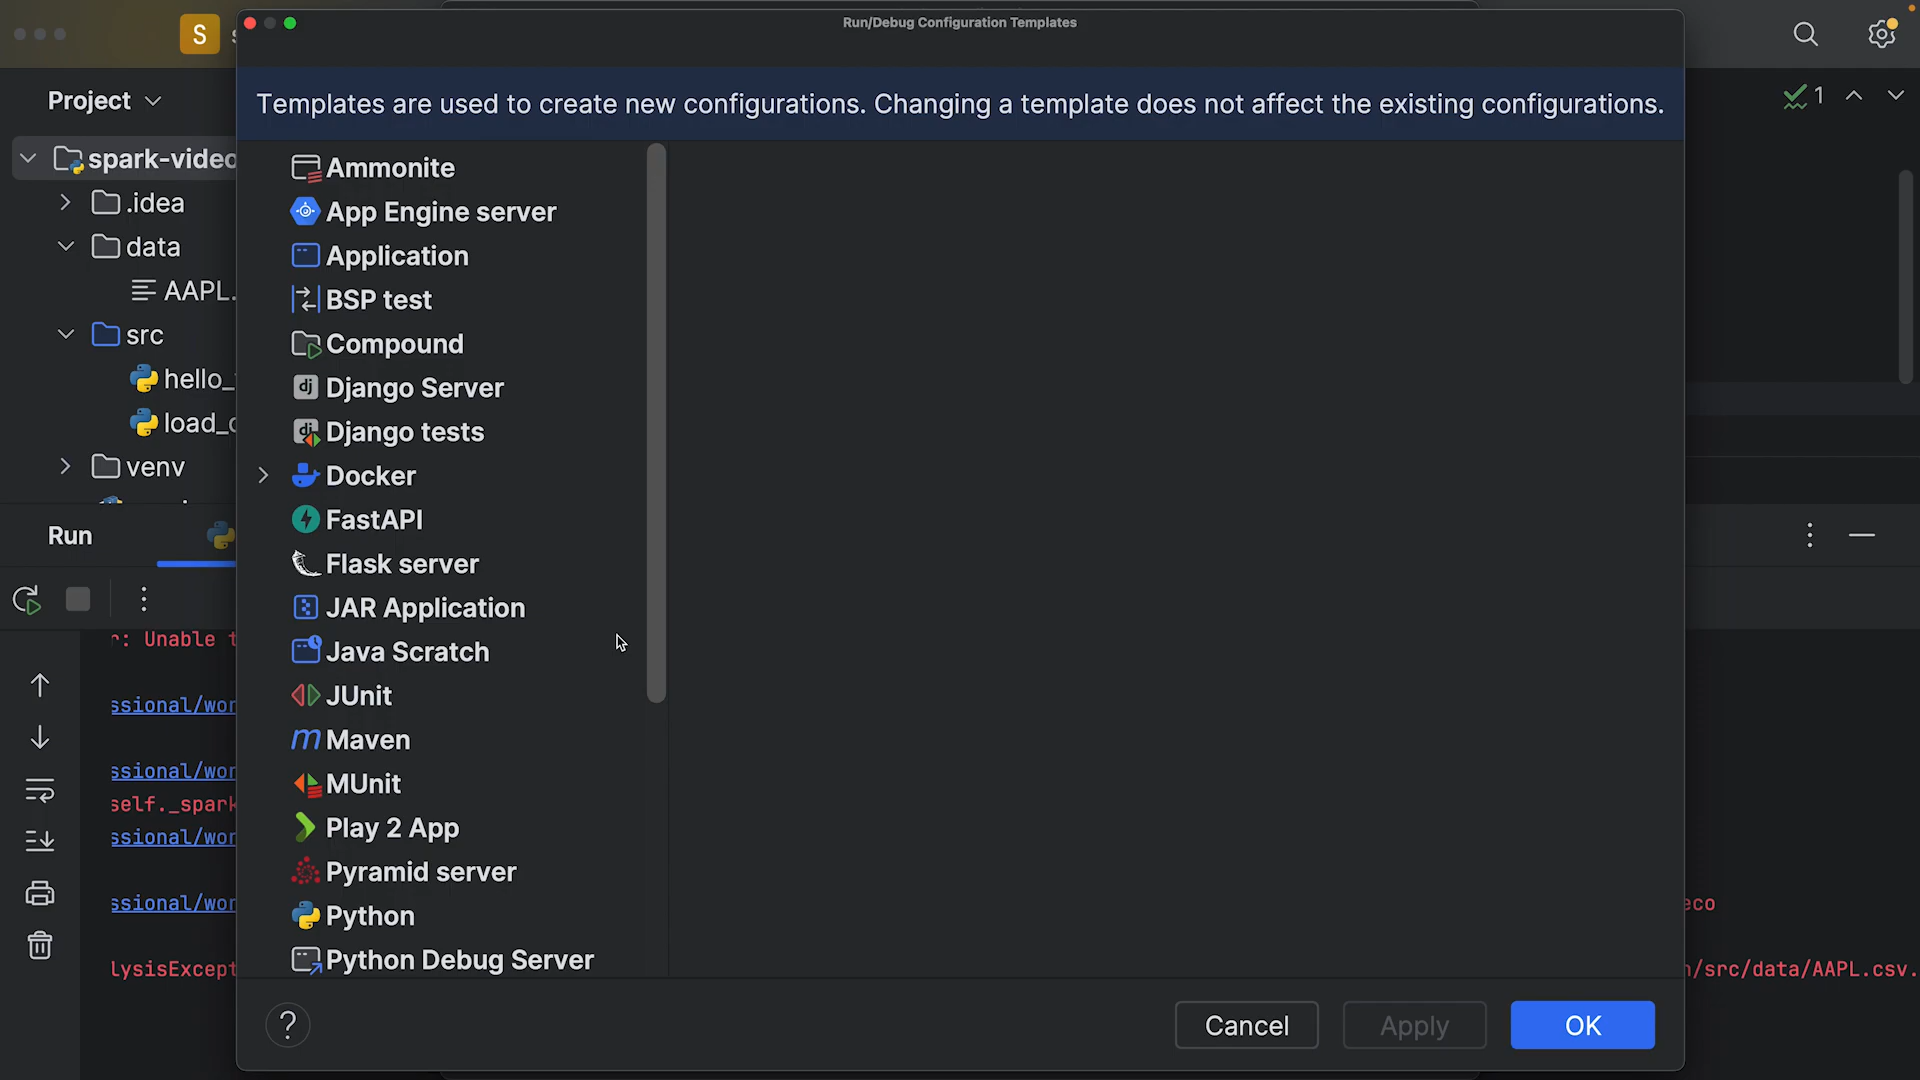 Run/Debug Configuration Templates
S
Templates are used to create new configurations. Changing a template does not affect the existing configurations.
Project
1
spark-video
.idea
data
AAPL.
src
hello_
load_
venv
Ammonite
App Engine server
Application
BSP test
Compound
Django Server
Django tests
Docker
FastAPI
Flask server
JAR Application
Java Scratch
JUnit
Maven
MUnit
Play 2 App
Pyramid server
Python
Python Debug Server
Run
r: Unable t
ssional/wor
ssional/wor
self._spark
ssional/wor
ssional/wor
eco
lysisExcept
/src/data/AAPL.csv.
?
Cancel
Apply
OK